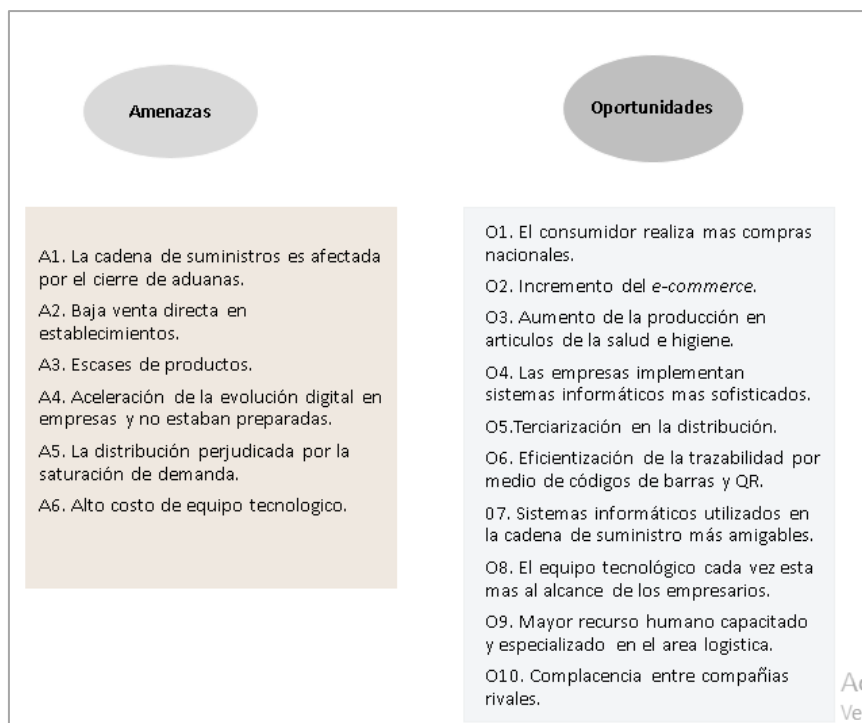 Amenazas
Oportunidades
A1. La cadena de suministros es afectada
por el cierre de aduanas.
A2. Baja venta directa en
establecimientos.
A3. Escases de productos.
A4. Aceleración de la evolución digital en
empresas y no estaban preparadas.
A5. La distribución perjudicada por la
saturación de demanda.
A6. Alto costo de equipo tecnologico.
O1. El consumidor realiza mas compras
nacionales.
O2. Incremento del e-commerce.
O3. Aumento de la producción en
articulos de la salud e higiene.
O4. Las empresas implementan
sistemas informáticos mas sofisticados.
O5.Terciarización en la distribución.
O6. Eficientización de la trazabilidad por
medio de códigos de barras y QR.
07. Sistemas informáticos utilizados en
la cadena de suministro más amigables.
O8. El equipo tecnológico cada vez esta
mas al alcance de los empresarios.
O9. Mayor recurso humano capacitado
y especializado en el area logistica.
O10. Complacencia entre compañias
rivales.